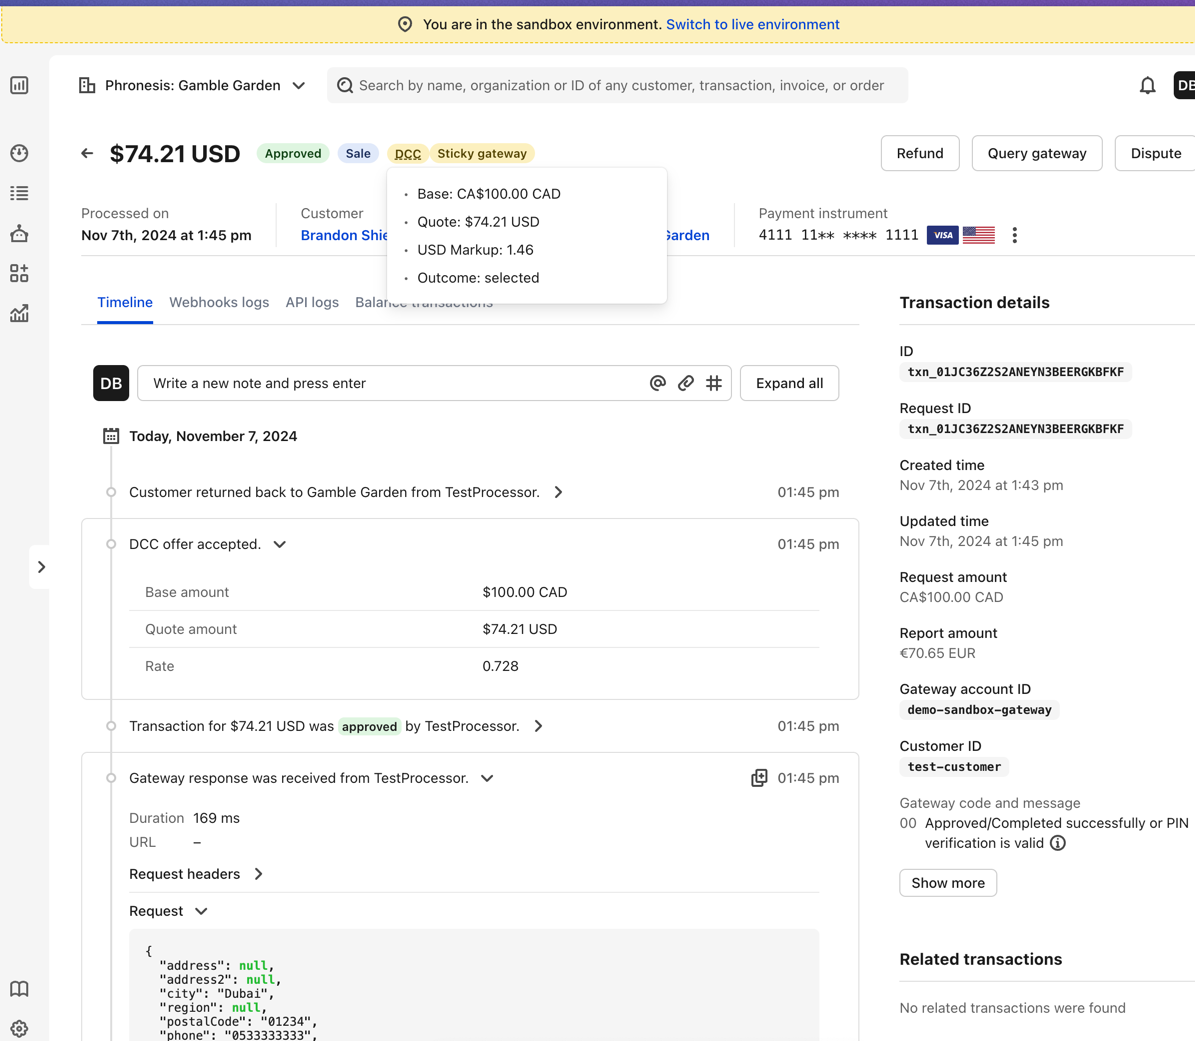 You are in the sandbox environment. Switch to live environment
Phronesis: Gamble Garden
Search by name, organization or ID of any customer, transaction, invoice, or order
DB
$74.21 USD
Approved
Sale
DCC
Sticky gateway
Refund
Query gateway
Dispute
Base: CA$100.00 CAD
Quote: $74.21 USD
USD Markup: 1.46
Outcome: selected
Processed on
Nov 7th, 2024 at 1:45 pm
Customer
Brandon Shie
Garden
Payment instrument
4111 11** **** 1111 VISA
Timeline
Webhooks logs
API logs
Balance transactions
Transaction details
DB
Write a new note and press enter
Expand all
Today, November 7, 2024
Customer returned back to Gamble Garden from TestProcessor.
01:45 pm
DCC offer accepted.
01:45 pm
Base amount $100.00 CAD
Quote amount $74.21 USD
Rate 0.728
Transaction for $74.21 USD was approved by TestProcessor.
01:45 pm
Gateway response was received from TestProcessor.
01:45 pm
Duration 169 ms
URL –
Request headers
Request
{
"address": null,
"address2": null,
"city": "Dubai",
"region": null,
"postalCode": "01234",
"phone": "0533333333",
ID
txn_01JC36Z2S2ANEYN3BEERGKBFKF
Request ID
txn_01JC36Z2S2ANEYN3BEERGKBFKF
Created time
Nov 7th, 2024 at 1:43 pm
Updated time
Nov 7th, 2024 at 1:45 pm
Request amount
CA$100.00 CAD
Report amount
€70.65 EUR
Gateway account ID
demo-sandbox-gateway
Customer ID
test-customer
Gateway code and message
00 Approved/Completed successfully or PIN
verification is valid
Show more
Related transactions
No related transactions were found